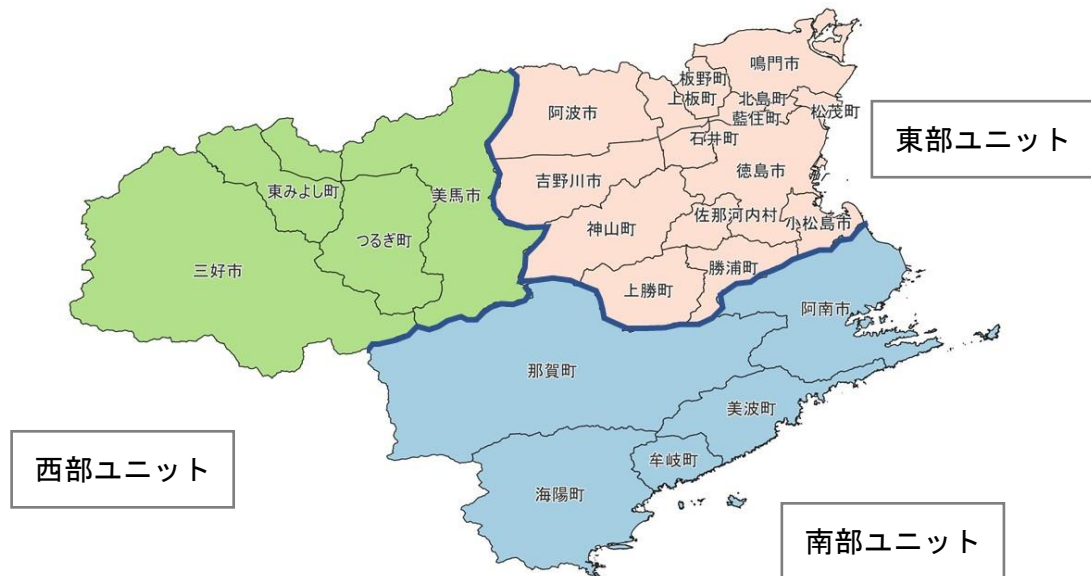 鳴門市
板野町
上板町
北島町
松茂町
藍住町
阿波市
石井町
東部ユニット
吉野川市
徳島市
東みよし町
美馬市
佐那河内村
小松島市
神山町
つるぎ町
三好市
勝浦町
上勝町
阿南市
那賀町
美波町
牟岐町
西部ユニット
海陽町
南部ユニット